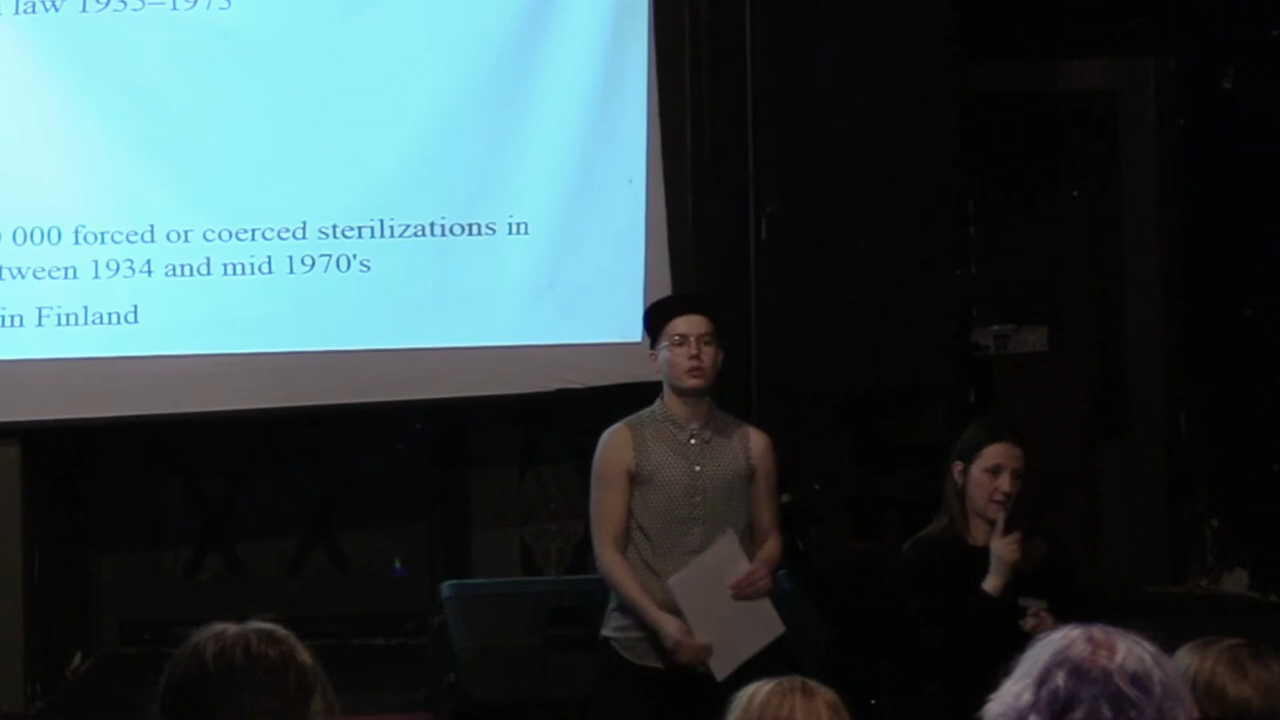 law 1935–1975
000 forced or coerced sterilizations in
tween 1934 and mid 1970's
in Finland